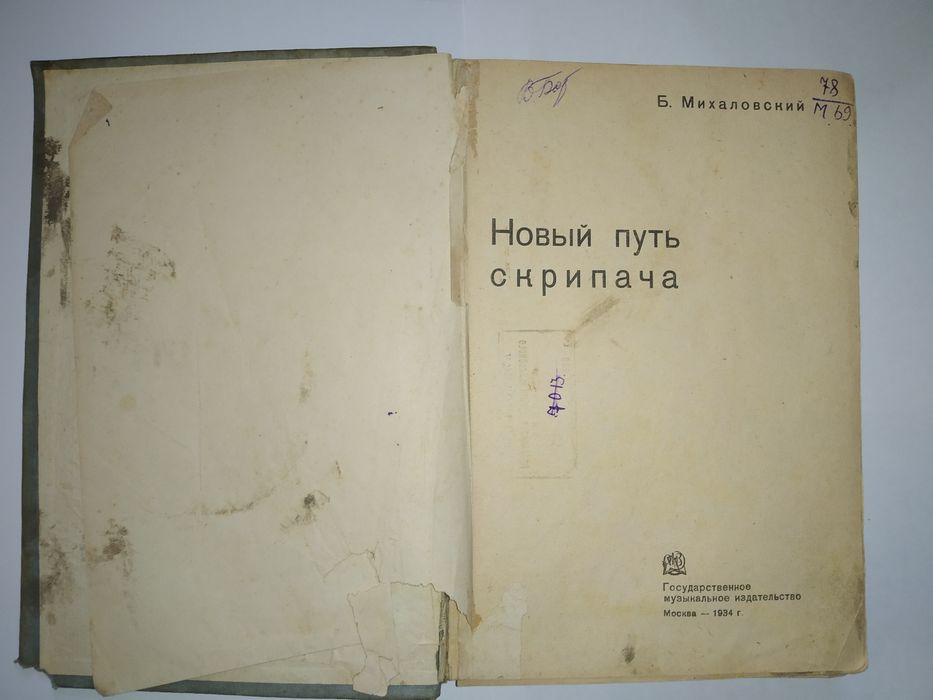 Б. Михаловский
78
М 69
Новый путь
скрипача
Государственное
музыкальное издательство
Москва — 1934 г.